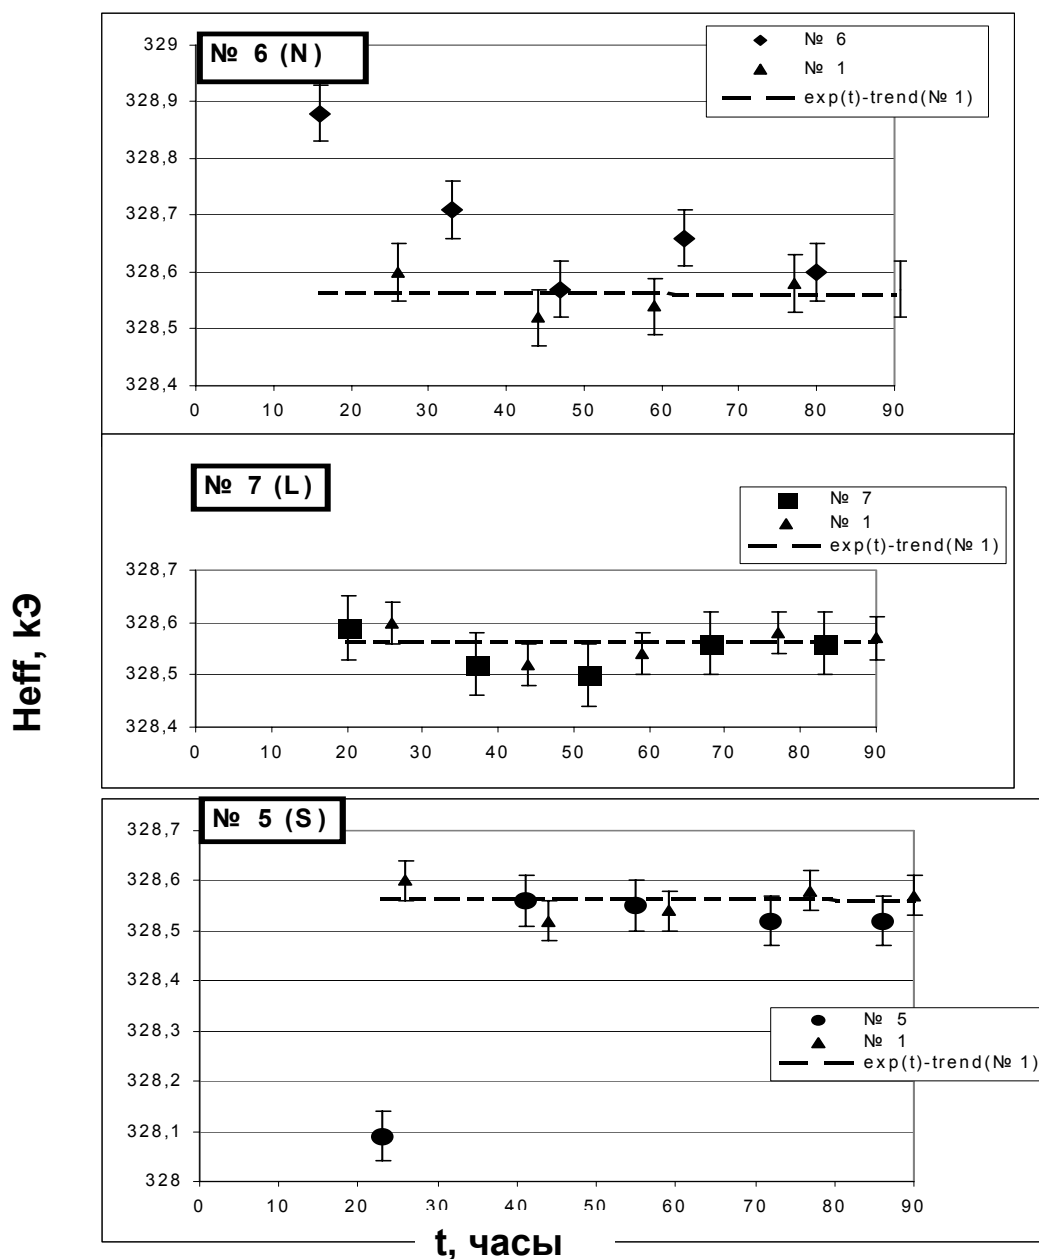 № 6 (N)
№ 6
№ 1
exp(t)-trend(№ 1)
329
328,9
328,8
328,7
328,6
328,5
328,4
0 10 20 30 40 50 60 70 80 90
№ 7 (L)
№ 7
№ 1
exp(t)-trend(№ 1)
328,7
328,6
328,5
328,4
0 10 20 30 40 50 60 70 80 90
Heff, kЭ
№ 5 (S)
328,7
328,6
328,5
328,4
328,3
328,2
328,1
328
№ 5
№ 1
exp(t)-trend(№ 1)
0 10 20 30 40 50 60 70 80 90
t, часы